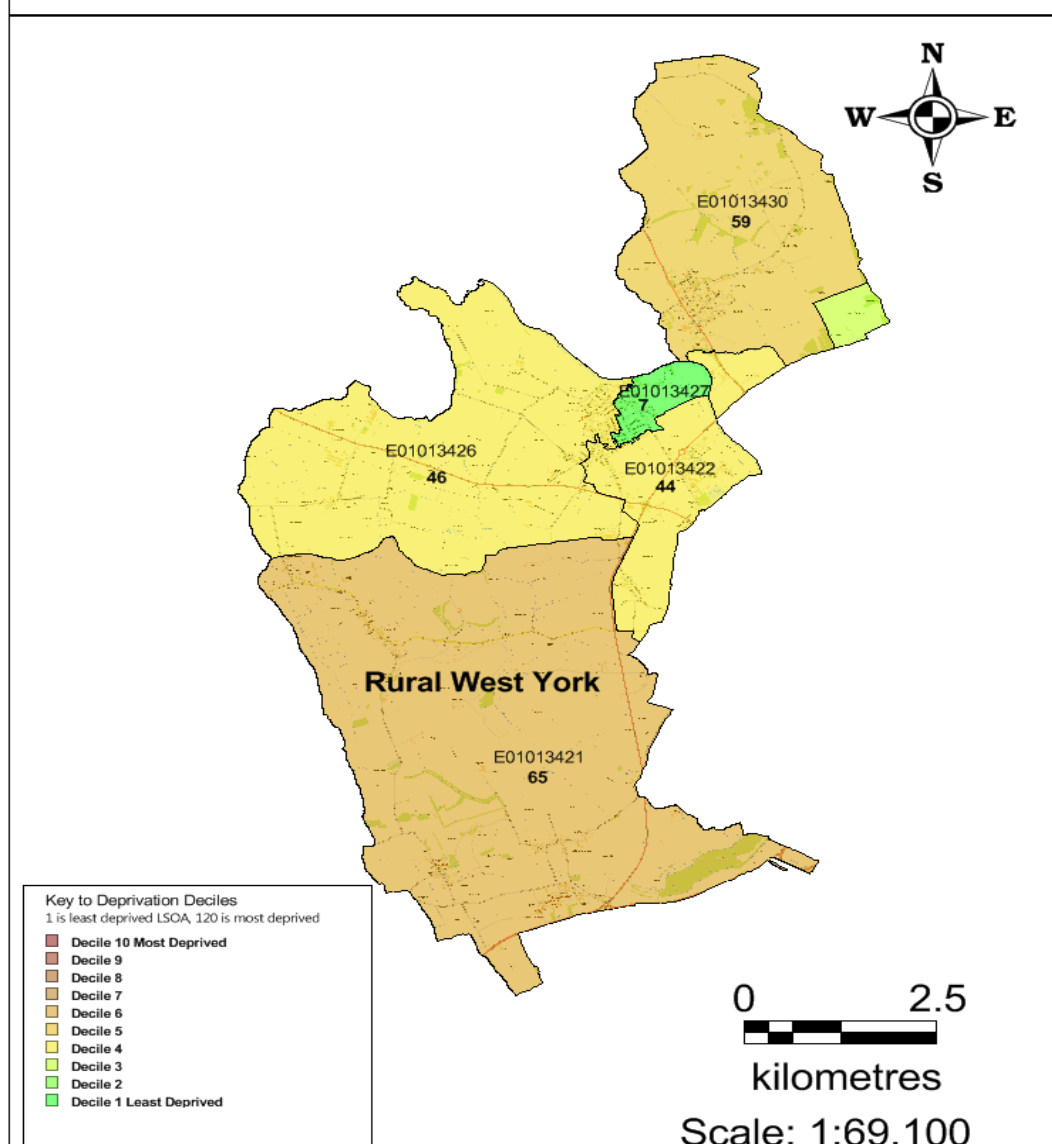 N
W E
S
E01013430
59
E01013427
7
E01013426
46
E01013422
44
Rural West York
E01013421
65
Key to Deprivation Deciles
1 is least deprived LSOA, 120 is most deprived
Decile 10 Most Deprived
Decile 9
Decile 8
Decile 7
Decile 6
Decile 5
Decile 4
Decile 3
Decile 2
Decile 1 Least Deprived
0 2.5
kilometres
Scale: 1:69,100